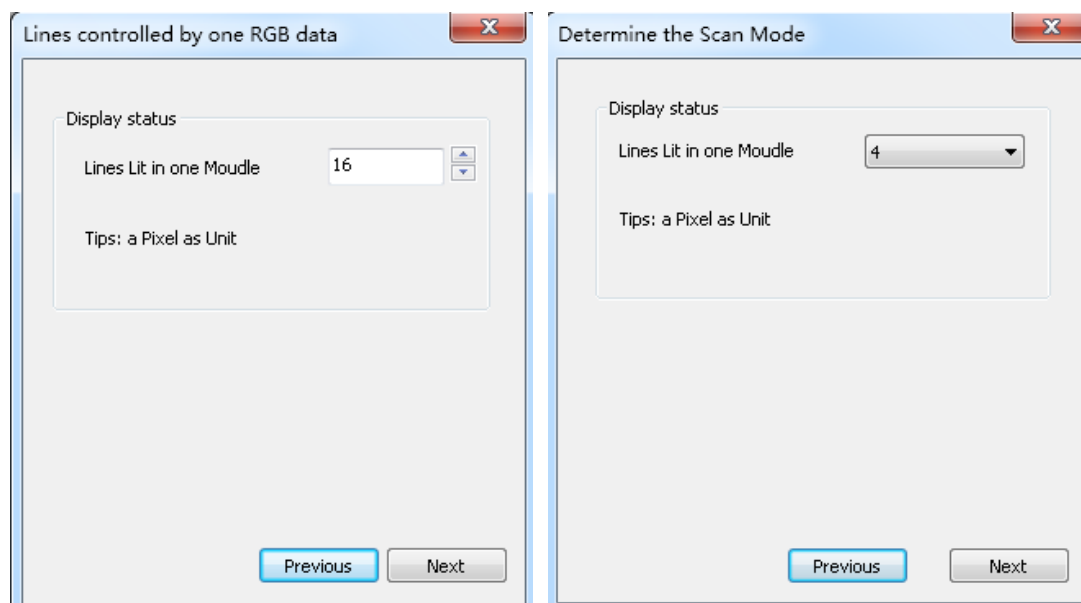 Lines controlled by one RGB data
Display status
Lines Lit in one Moudle
16
Tips: a Pixel as Unit
Previous
Next
Determine the Scan Mode
Display status
Lines Lit in one Moudle
4
Tips: a Pixel as Unit
Previous
Next